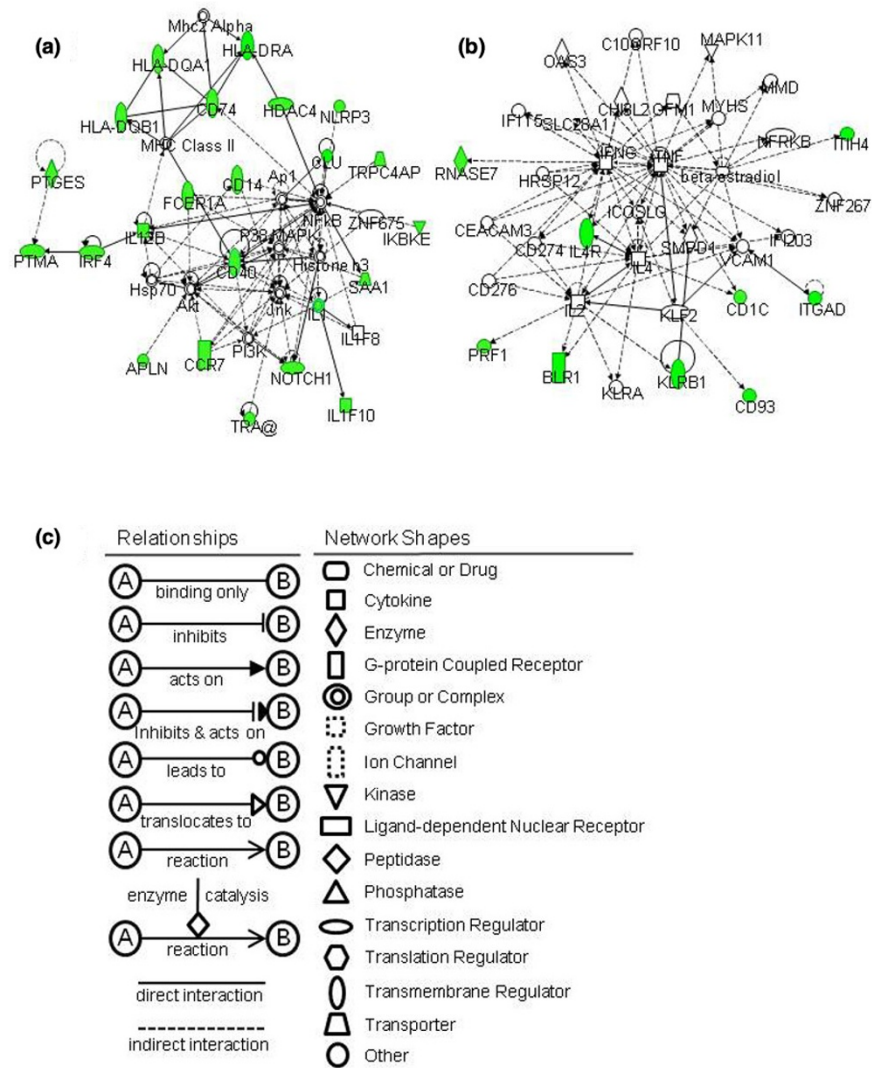 (a)
Mhc2 Alpha
HLA-DRA
HLA-DQA1
CD74
HDAC4
NLRP3
HLA-DQB1
MHC Class II
TRPC4AP
PTGES
CD14
Ap1
FCER1A
NFkB
ZNF675
IKBKE
IL12B
P38 MAPK
PTMA
IRF4
CD40
Histone h3
Hsp70
SAA1
Akt
Jnk
IL1
IL1F8
PI3K
APLN
CCR7
NOTCH1
IL1F10
TRA@
(b)
C10ORF10
MAPK11
OAS3
MMD
CHI3L2
GFM1
MYH8
IFI15
SLC28A1
NFRKB
ITIH4
IFNG
TNF
RNASE7
HRSP12
beta estradiol
ZNF267
ICOSLG
CEACAM3
CD274
IL4R
SMPD1
IFI203
IL4
VCAM1
CD276
IL2
KLF2
CD1C
ITGAD
PRF1
BLR1
KLRA
KLRB1
CD93
(c)
Relationships
A B
binding only
A B
inhibits
A B
acts on
A B
Inhibits & acts on
A B
leads to
A B
translocates to
A B
reaction
enzyme catalysis
A B
reaction
direct interaction
indirect interaction
Network Shapes
Chemical or Drug
Cytokine
Enzyme
G-protein Coupled Receptor
Group or Complex
Growth Factor
Ion Channel
Kinase
Ligand-dependent Nuclear Receptor
Peptidase
Phosphatase
Transcription Regulator
Translation Regulator
Transmembrane Regulator
Transporter
Other